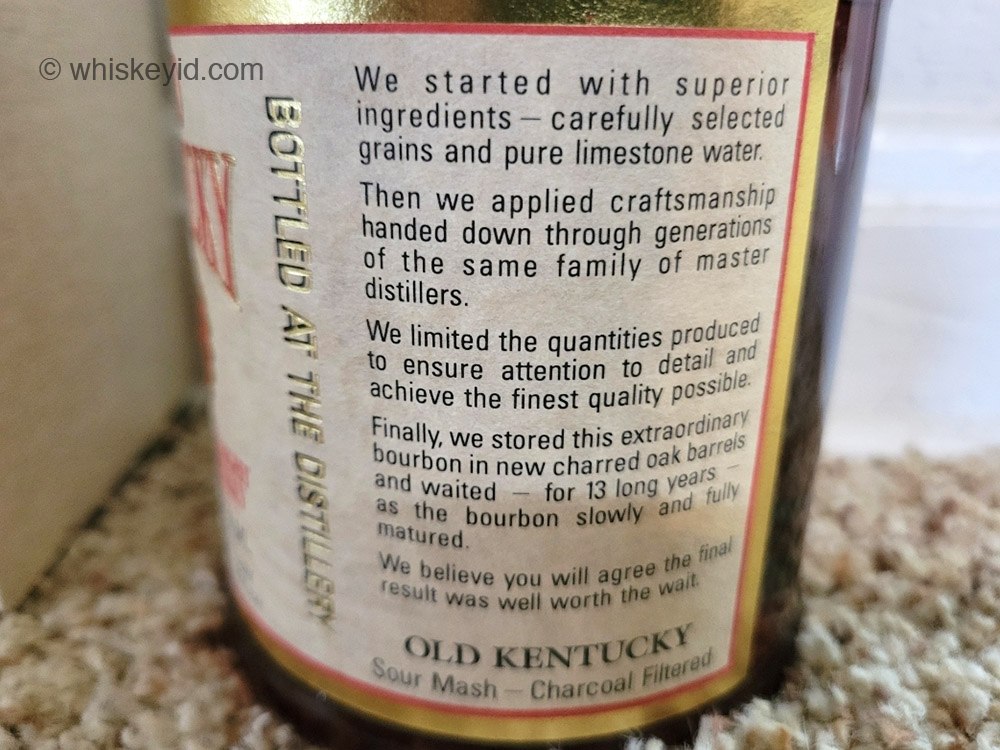 © whiskeyid.com
BOTTLED AT THE DISTILLERY
We started with superior
ingredients – carefully selected
grains and pure limestone water.
Then we applied craftsmanship
handed down through generations
of the same family of master
distillers.
We limited the quantities produced
to ensure attention to detail and
achieve the finest quality possible.
Finally, we stored this extraordinary
bourbon in new charred oak barrels
and waited – for 13 long years –
as the bourbon slowly and fully
matured.
We believe you will agree the final
result was well worth the wait.
OLD KENTUCKY
Sour Mash – Charcoal Filtered